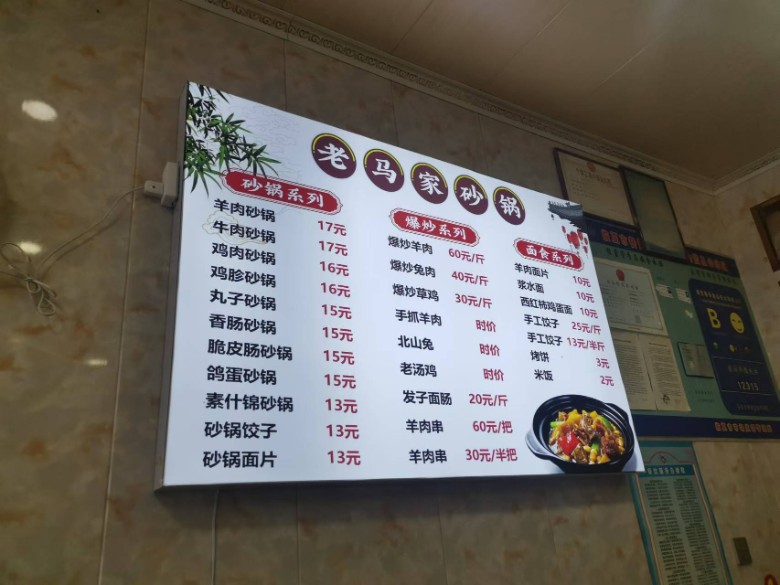 老马家砂锅
砂锅系列
羊肉砂锅 17元
牛肉砂锅 17元
鸡肉砂锅 16元
鸡胗砂锅 16元
丸子砂锅 15元
香肠砂锅 15元
脆皮肠砂锅 15元
鸽蛋砂锅 15元
素什锦砂锅 13元
砂锅饺子 13元
砂锅面片 13元
爆炒系列
爆炒羊肉 60元/斤
爆炒兔肉 40元/斤
爆炒草鸡 30元/斤
手抓羊肉 时价
北山兔 时价
老汤鸡 时价
发子面肠 20元/斤
羊肉串 60元/把
羊肉串 30元/半把
面食系列
羊肉面片 10元
浆水面 10元
西红柿鸡蛋面 10元
手工饺子 25元/斤
手工饺子 13元/半斤
烤饼 3元
米饭 2元
B
12315